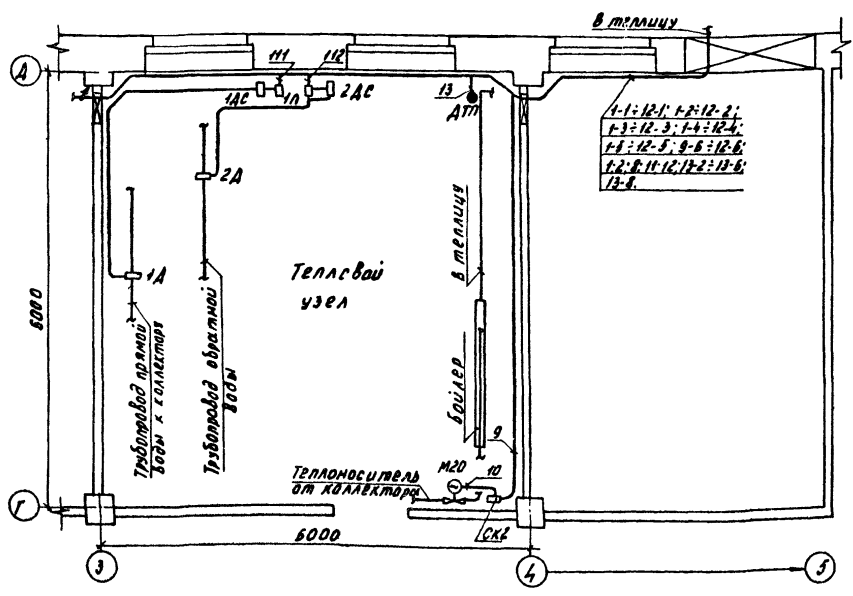 В теплицу
Д
111
112
1ДС
1п
2ДС
13
ДТП
1-1÷12-1; 1-2÷12-2;
1-3÷12-3; 1-4÷12-4;
1-5÷12-5; 9-6÷12-6;
1-2; 8; 11-12; 13-2÷13-6;
13-8.
2Д
1Д
В теплицу
Тепловой
узел
6000
Трубопровод прямой
воды к коллектору
Трубопровод обратной
воды
Бойлер
9
М20
10
Теплоноситель
от коллектора
Г
СК2
6000
3
4
5